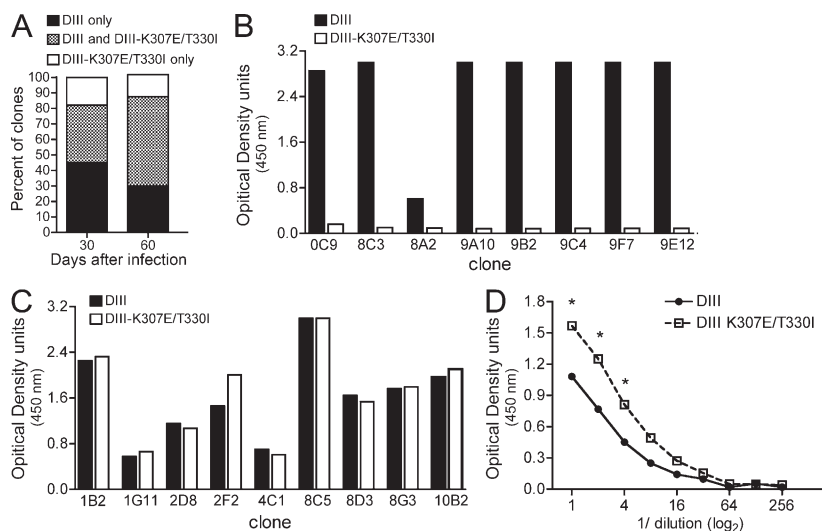 A
DIII only
DIII and DIII-K307E/T330I
DIII-K307E/T330I only
Percent of clones
100
90
80
70
60
50
40
30
20
10
0
30 60
Days after infection
B
DIII
DIII-K307E/T330I
Opitical Density units
(450 nm)
3.2
2.4
1.6
0.8
0.0
0C9 8C3 8A2 9A10 9B2 9C4 9F7 9E12
clone
C
DIII
DIII-K307E/T330I
Opitical Density units
(450 nm)
3.2
2.4
1.6
0.8
0.0
1B2 1G11 2D8 2F2 4C1 8C5 8D3 8G3 10B2
clone
D
DIII
DIII K307E/T330I
Opitical Density units
(450 nm)
1.8
1.5
1.2
0.9
0.6
0.3
0.0
* * *
1 4 16 64 256
1/ dilution (log2)